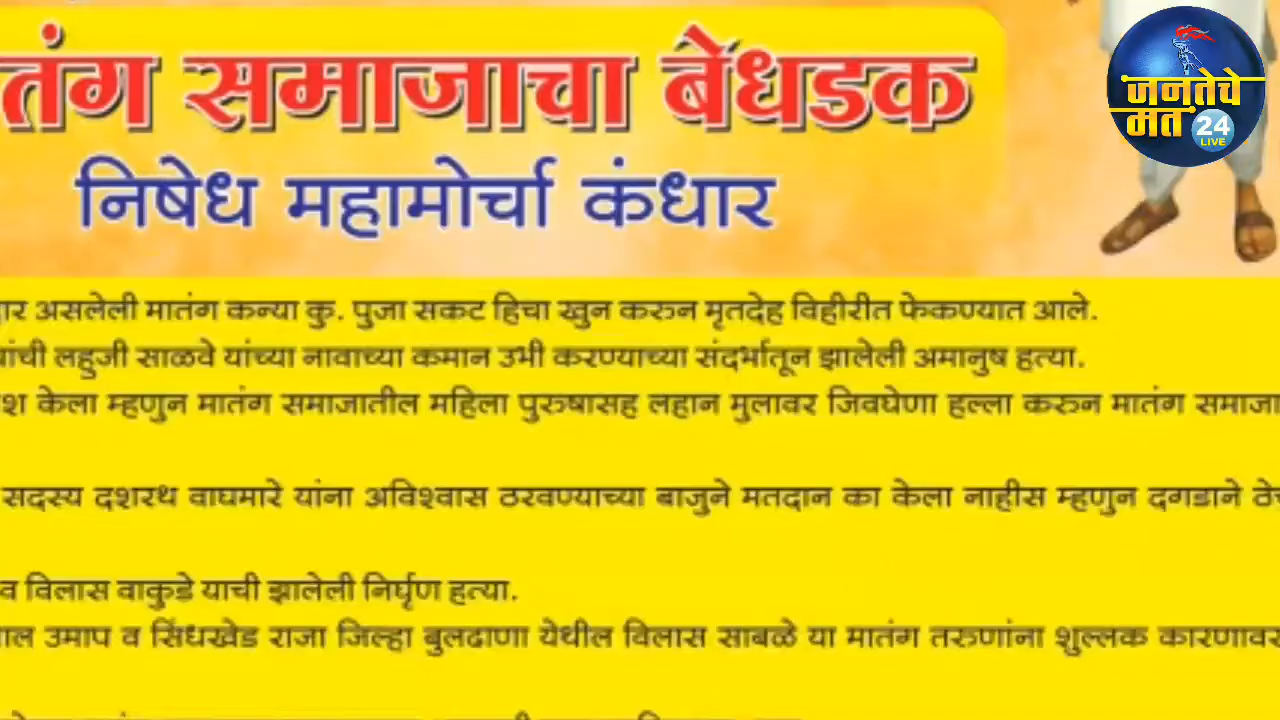 तंग समाजाचा बेधडक
निषेध महामोर्चा कंधार
जनतेचे
मत 24
LIVE
ार असलेली मातंग कन्या कु. पुजा सकट हिचा खुन करुन मृतदेह विहीरीत फेकण्यात आले.
यांची लहुजी साळवे यांच्या नावाच्या कमान उभी करण्याच्या संदर्भातून झालेली अमानुष हत्या.
श केला म्हणुन मातंग समाजातील महिला पुरुषासह लहान मुलावर जिवघेणा हल्ला करुन मातंग समाजा
सदस्य दशरथ वाघमारे यांना अविश्वास ठरवण्याच्या बाजुने मतदान का केला नाहीस म्हणुन दगडाने
व विलास वाकुडे याची झालेली निर्घृण हत्या.
ाल उमाप व सिंधखेड राजा जिल्हा बुलढाणा येथील विलास साबळे या मातंग तरुणांना शुल्लक कारणावर